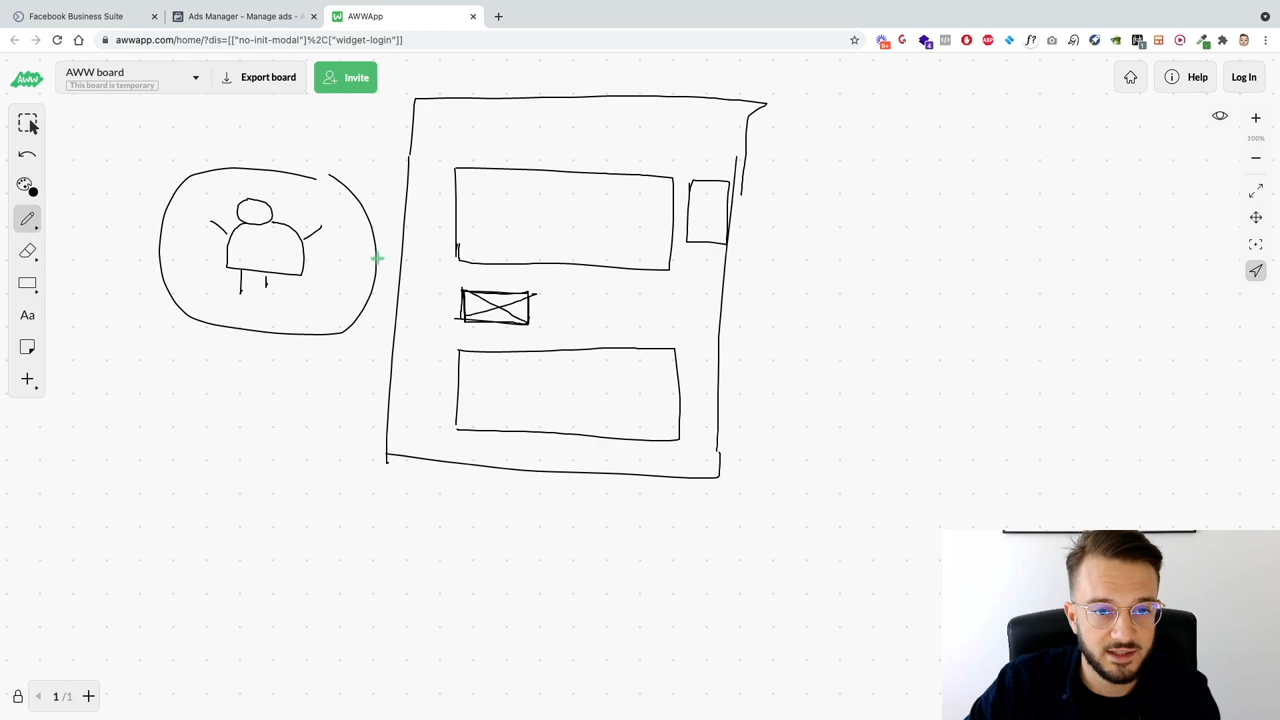 Facebook Business Suite
Ads Manager - Manage ads - A
AWWApp
awwapp.com/home/?dis=[["no-init-modal"}%2C["widget-login"]]
AWW
AWW board
This board is temporary
Export board
Invite
Help
Log In
100%
Aa
1 /1